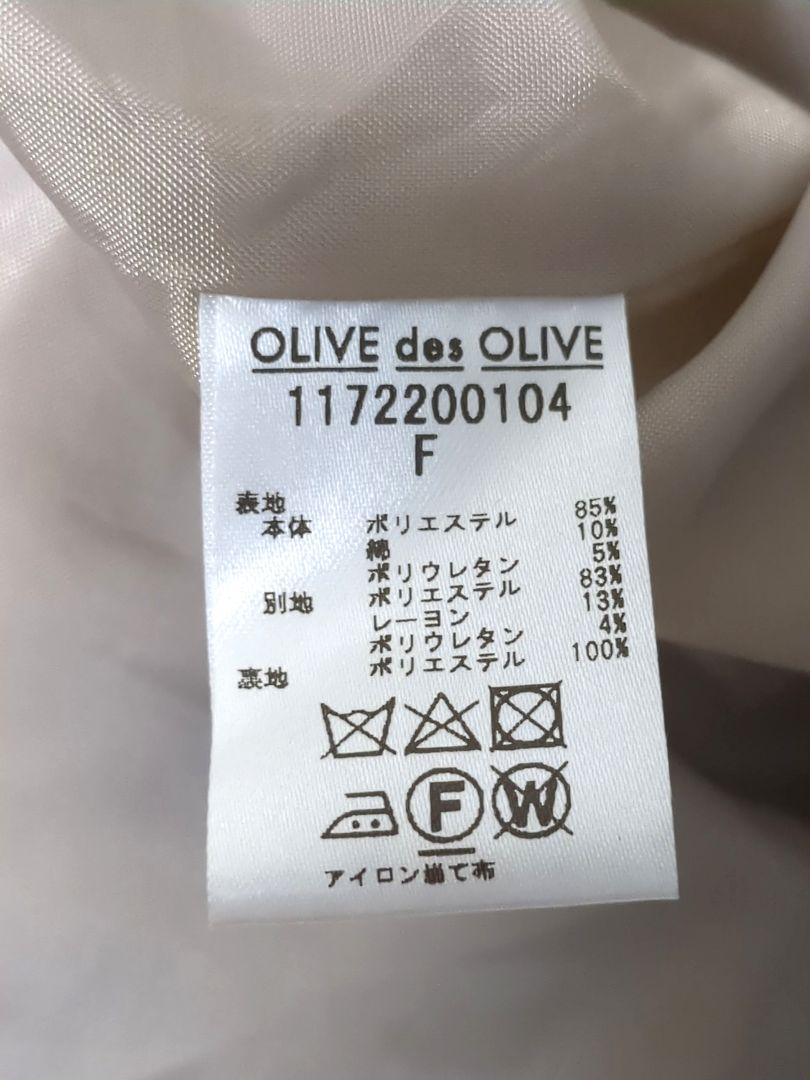 OLIVE des OLIVE
1172200104
F
表地
本体 ポリエステル 85%
綿 10%
ポリウレタン 5%
別地 ポリエステル 83%
レーヨン 13%
ポリウレタン 4%
裏地 ポリエステル 100%
F W
アイロン当て布